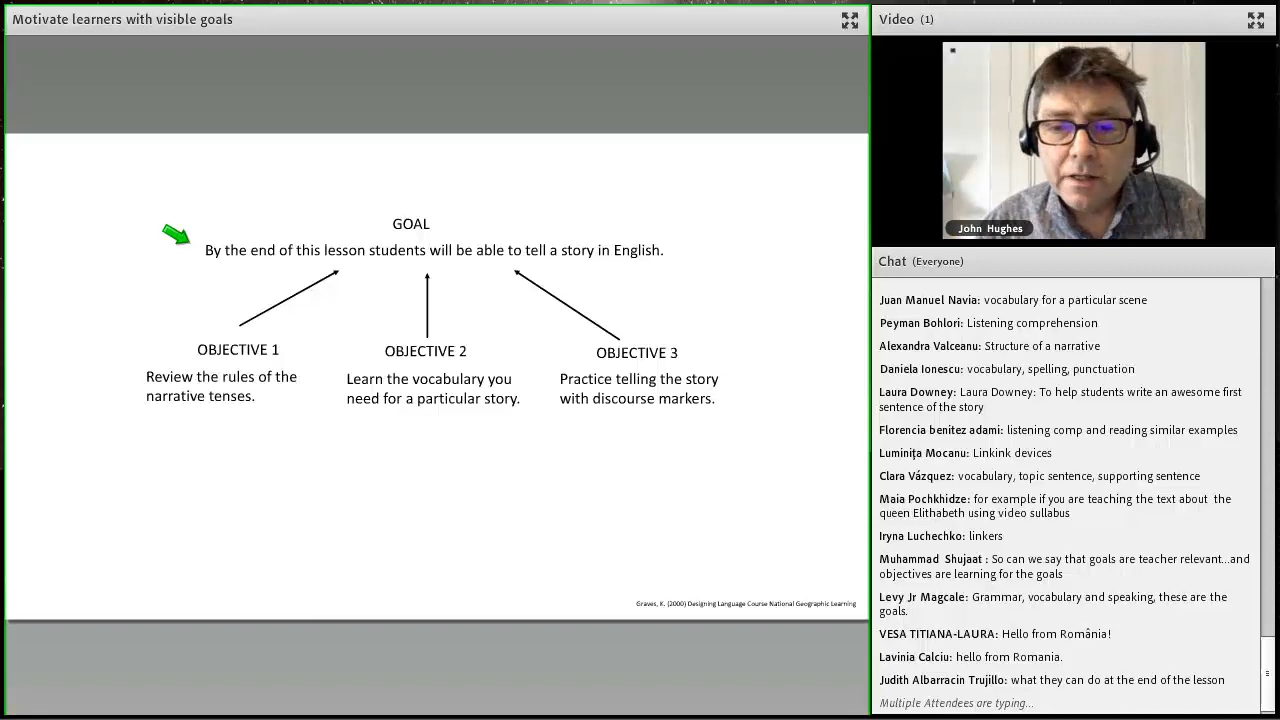 Motivate learners with visible goals
GOAL
By the end of this lesson students will be able to tell a story in English.
OBJECTIVE 1
Review the rules of the
narrative tenses.
OBJECTIVE 2
Learn the vocabulary you
need for a particular story.
OBJECTIVE 3
Practice telling the story
with discourse markers.
Graves, K. (2000) Designing Language Course National Geographic Learning
Video (1)
John Hughes
Chat (Everyone)
Juan Manuel Navia: vocabulary for a particular scene
Peyman Bohlori: Listening comprehension
Alexandra Valceanu: Structure of a narrative
Daniela Ionescu: vocabulary, spelling, punctuation
Laura Downey: Laura Downey: To help students write an awesome first
sentence of the story
Florencia benitez adami: listening comp and reading similar examples
Luminița Mocanu: Linkink devices
Clara Vázquez: vocabulary, topic sentence, supporting sentence
Maia Pochkhidze: for example if you are teaching the text about the
queen Elithabeth using video sullabus
Iryna Luchechko: linkers
Muhammad Shujaat : So can we say that goals are teacher relevant...and
objectives are learning for the goals
Levy Jr Magcale: Grammar, vocabulary and speaking, these are the
goals.
VESA TITIANA-LAURA: Hello from România!
Lavinia Calciu: hello from Romania.
Judith Albarracin Trujillo: what they can do at the end of the lesson
Multiple Attendees are typing...